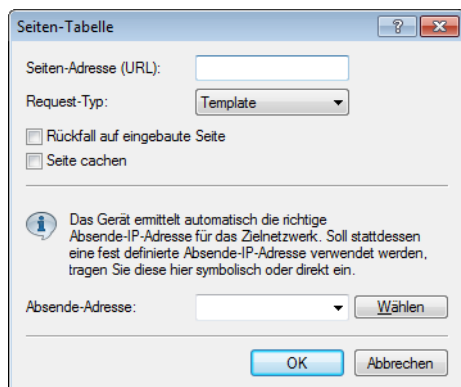 Seiten-Tabelle
Seiten-Adresse (URL):
Request-Typ: Template
Rückfall auf eingebaute Seite
Seite cachen
Das Gerät ermittelt automatisch die richtige
Absende-IP-Adresse für das Zielnetzwerk. Soll stattdessen
eine fest definierte Absende-IP-Adresse verwendet werden,
tragen Sie diese hier symbolisch oder direkt ein.
Absende-Adresse: Wählen
OK Abbrechen